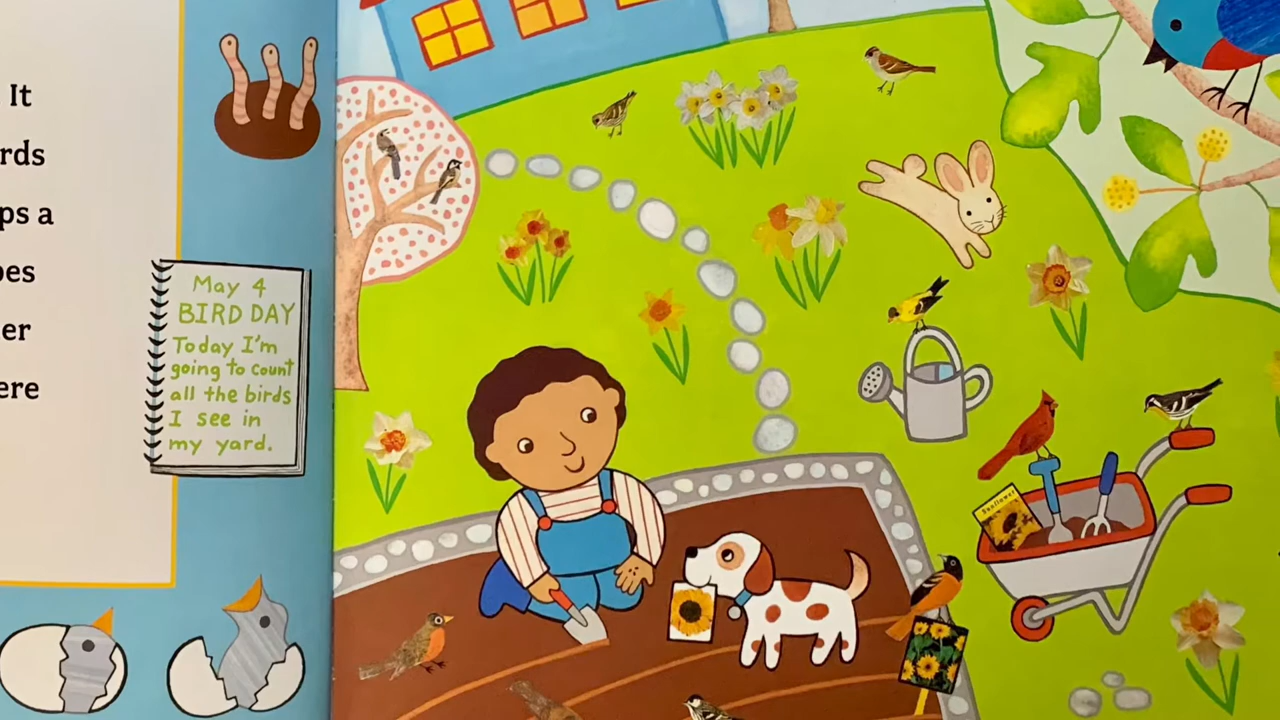 It
rds
ps a
oes
er
ere
May 4
BIRD DAY
Today I'm
going to count
all the birds
I see in
my yard.
Sunflower